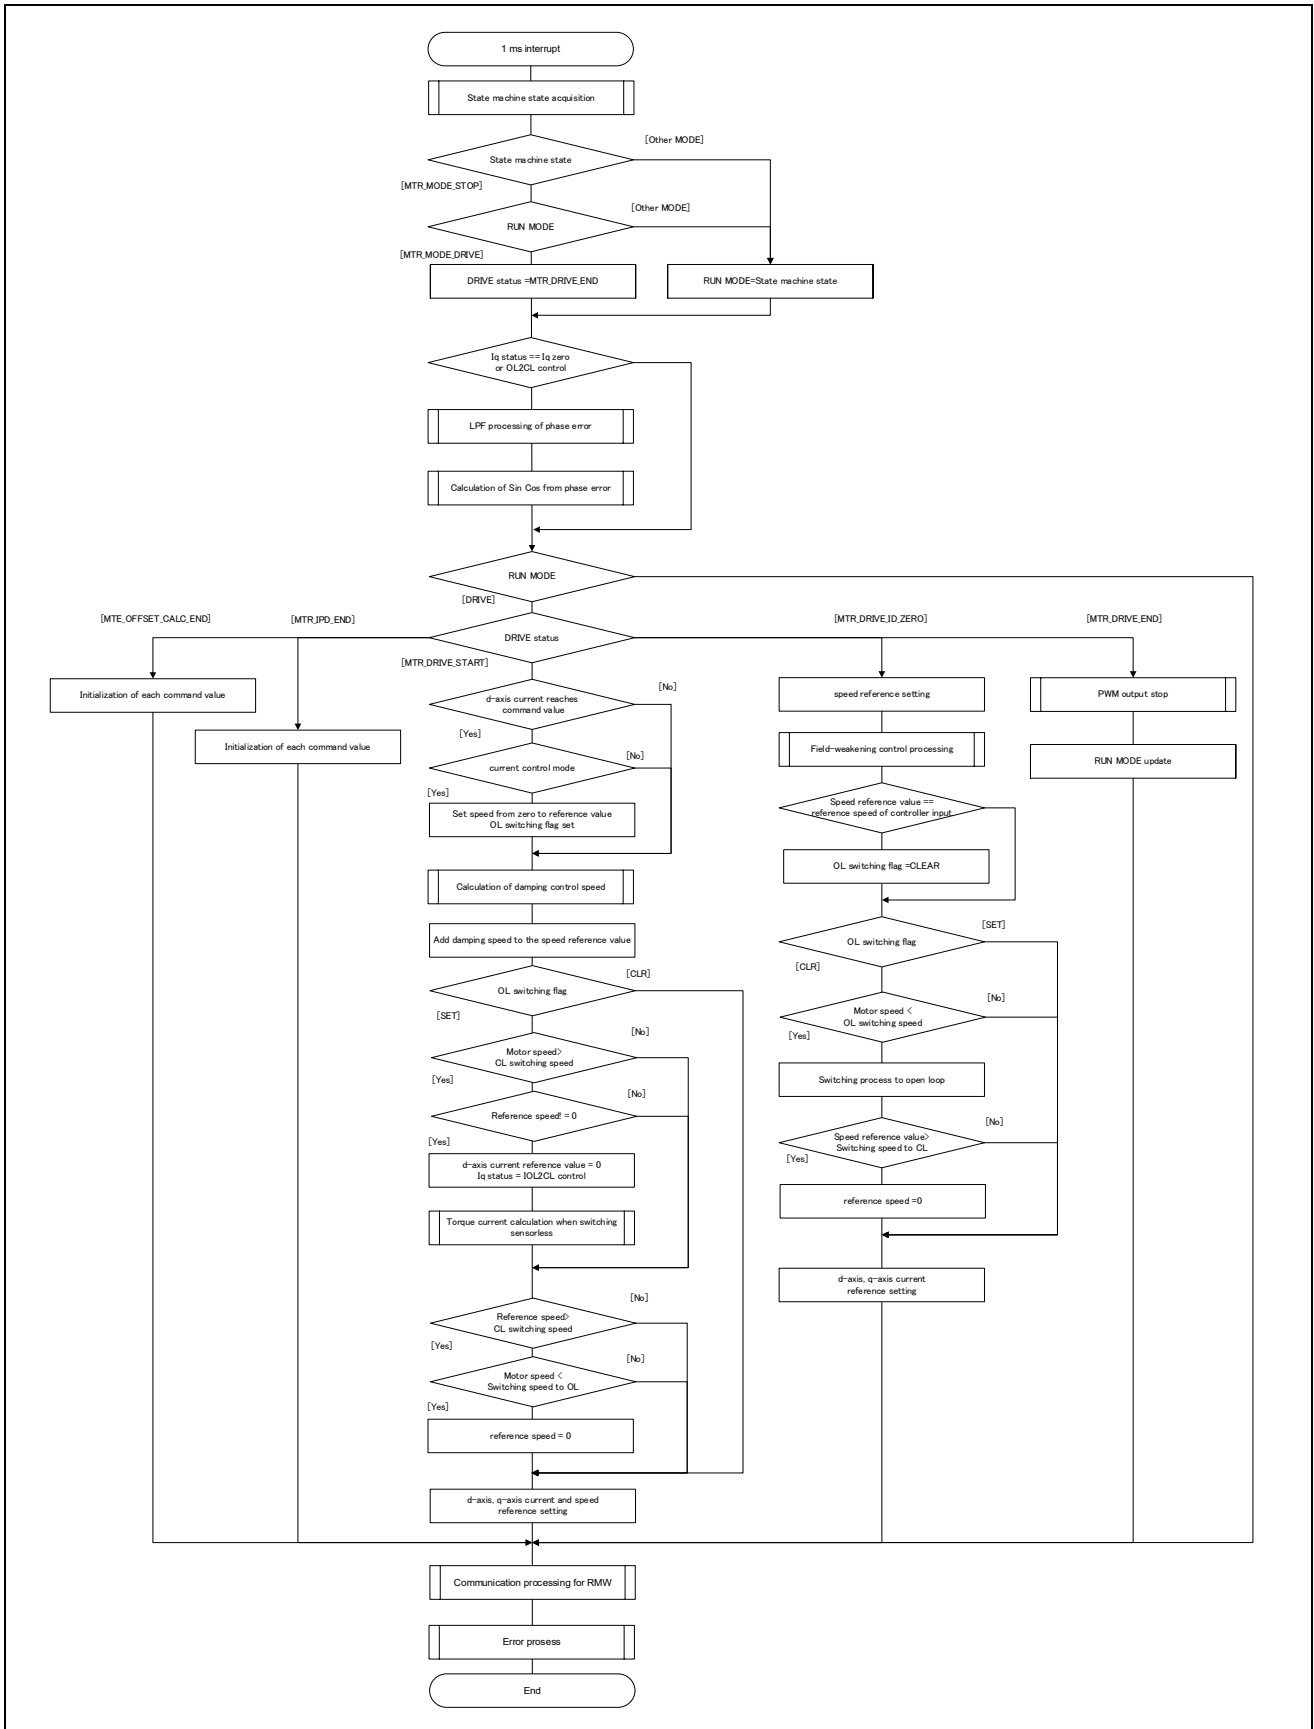 1 ms interrupt
State machine state acquisition
[Other MODE]
State machine state
[MTR_MODE_STOP]
[Other MODE]
RUN MODE
[MTR_MODE_DRIVE]
DRIVE status =MTR_DRIVE_END
RUN MODE=State machine state
Iq status == Iq zero
or OL2CL control
LPF processing of phase error
Calculation of Sin Cos from phase error
RUN MODE
[DRIVE]
[MTE_OFFSET_CALC_END]
[MTR_IPD_END]
DRIVE status
[MTR_DRIVE_ID_ZERO]
[MTR_DRIVE_END]
[MTR_DRIVE_START]
Initialization of each command value
Initialization of each command value
[No]
d-axis current reaches
command value
[Yes]
[No]
current control mode
[Yes]
Set speed from zero to reference value
OL switching flag set
Calculation of damping control speed
Add damping speed to the speed reference value
[CLR]
OL switching flag
[SET]
[No]
Motor speed>
CL switching speed
[Yes]
[No]
Reference speed! = 0
[Yes]
d-axis current reference value = 0
Iq status = IOL2CL control
Torque current calculation when switching
sensorless
[No]
Reference speed>
CL switching speed
[Yes]
[No]
Motor speed <
Switching speed to OL
[Yes]
reference speed = 0
d-axis, q-axis current and speed
reference setting
speed reference setting
Field-weakening control processing
Speed reference value ==
reference speed of controller input
OL switching flag =CLEAR
[SET]
OL switching flag
[CLR]
[No]
Motor speed <
OL switching speed
[Yes]
Switching process to open loop
[No]
Speed reference value>
Switching speed to CL
[Yes]
reference speed =0
d-axis, q-axis current
reference setting
PWM output stop
RUN MODE update
Communication processing for RMW
Error prosess
End